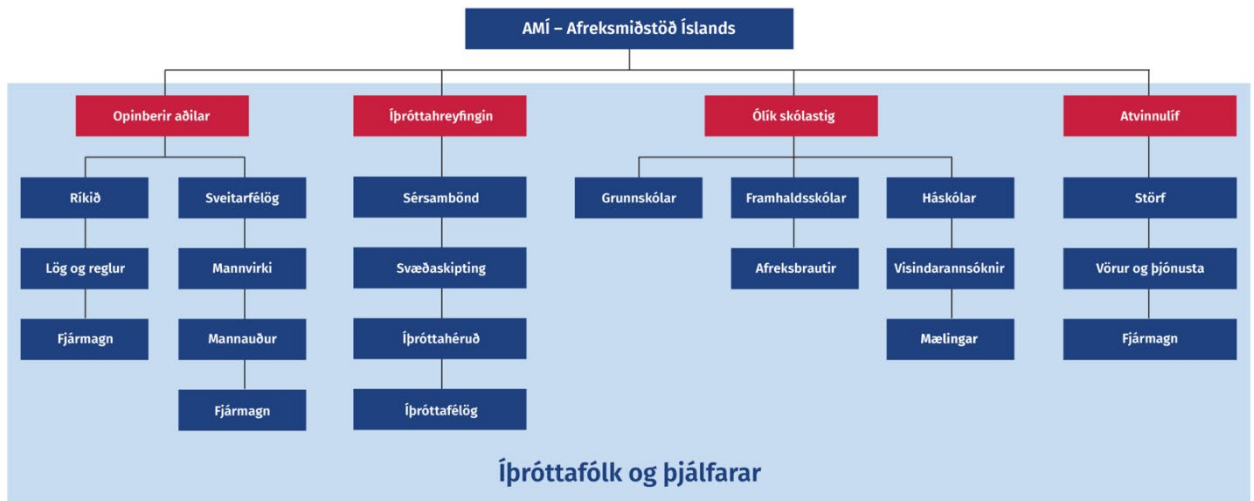 AMÍ – Afreksmiðstöð Íslands
Opinberir aðilar
Íþróttahreyfingin
Ólík skólastig
Atvinnulíf
Ríkið
Sveitarfélög
Sérsambönd
Grunnskólar
Framhaldsskólar
Háskólar
Störf
Lög og reglur
Mannvirki
Svæðaskipting
Afreksbrautir
Visindarannsóknir
Vörur og þjónusta
Fjármagn
Mannauður
Íþróttahéruð
Mælingar
Fjármagn
Fjármagn
Íþróttafélög
Íþróttafólk og þjálfarar